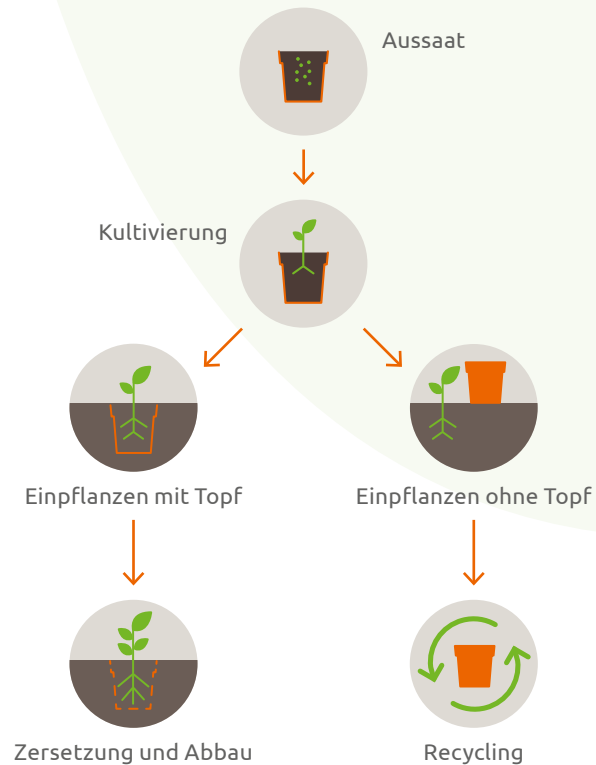 Aussaat
Kultivierung
Einpflanzen mit Topf
Einpflanzen ohne Topf
Zersetzung und Abbau
Recycling